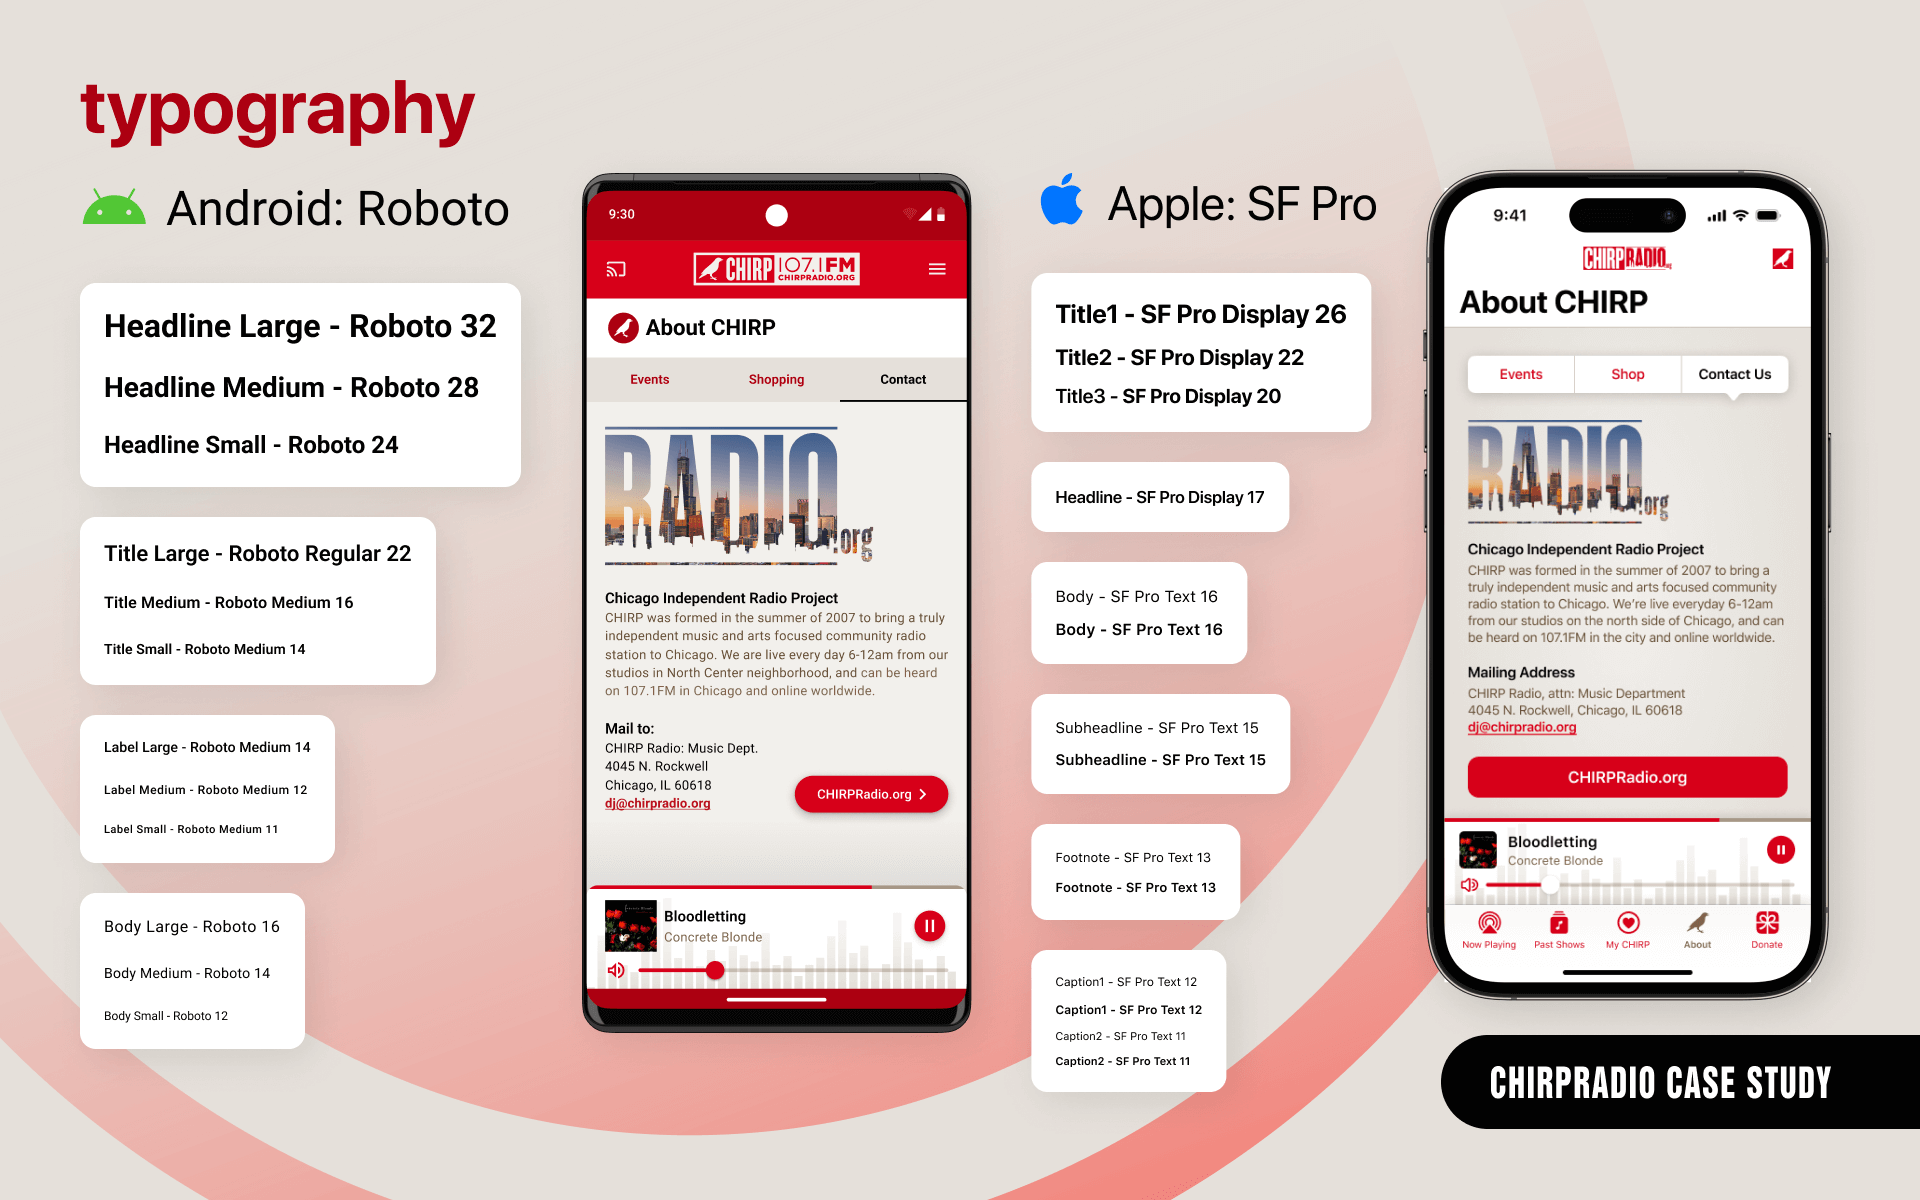 typography
Android: Roboto
Headline Large - Roboto 32
Headline Medium - Roboto 28
Headline Small - Roboto 24
Title Large - Roboto Regular 22
Title Medium - Roboto Medium 16
Title Small - Roboto Medium 14
Label Large - Roboto Medium 14
Label Medium - Roboto Medium 12
Label Small - Roboto Medium 11
Body Large - Roboto 16
Body Medium - Roboto 14
Body Small - Roboto 12
9:30
CHIRP 107.1FM
CHIRPRADIO.ORG
About CHIRP
Events
Shopping
Contact
RADIO.org
Chicago Independent Radio Project
CHIRP was formed in the summer of 2007 to bring a truly
independent music and arts focused community radio
station to Chicago. We are live every day 6-12am from our
studios in North Center neighborhood, and can be heard
on 107.1FM in Chicago and online worldwide.
Mail to:
CHIRP Radio: Music Dept.
4045 N. Rockwell
Chicago, IL 60618
dj@chirpradio.org
CHIRPRadio.org
Bloodletting
Concrete Blonde
Apple: SF Pro
Title1 - SF Pro Display 26
Title2 - SF Pro Display 22
Title3 - SF Pro Display 20
Headline - SF Pro Display 17
Body - SF Pro Text 16
Body - SF Pro Text 16
Subheadline - SF Pro Text 15
Subheadline - SF Pro Text 15
Footnote - SF Pro Text 13
Footnote - SF Pro Text 13
Caption1 - SF Pro Text 12
Caption1 - SF Pro Text 12
Caption2 - SF Pro Text 11
Caption2 - SF Pro Text 11
9:41
CHIRPRADIO.org
About CHIRP
Events
Shop
Contact Us
RADIO.org
Chicago Independent Radio Project
CHIRP was formed in the summer of 2007 to bring a
truly independent music and arts focused community
radio station to Chicago. We're live everyday 6-12am
from our studios on the north side of Chicago, and can
be heard on 107.1FM in the city and online worldwide.
Mailing Address
CHIRP Radio, attn: Music Department
4045 N. Rockwell, Chicago, IL 60618
dj@chirpradio.org
CHIRPRadio.org
Bloodletting
Concrete Blonde
Now Playing
Past Shows
My CHIRP
About
Donate
CHIRPRADIO CASE STUDY